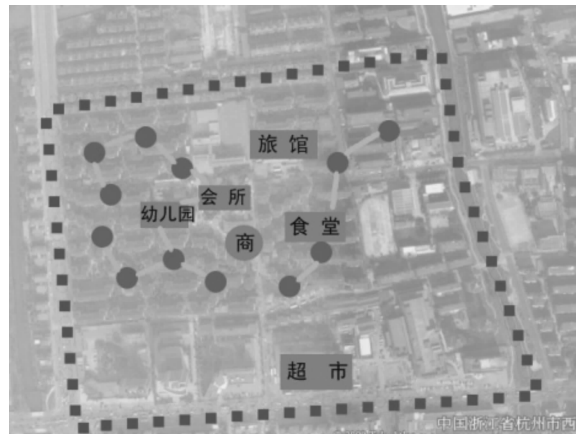 旅 馆
会 所
幼儿园
商
食 堂
超 市
中国浙江省杭州市西